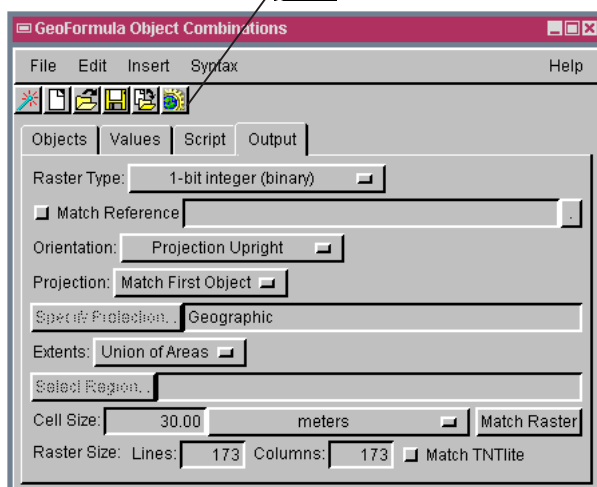 GeoFormula Object Combinations
File Edit Insert Syntax Help
Objects Values Script Output
Raster Type: 1-bit integer (binary)
Match Reference .
Orientation: Projection Upright
Projection: Match First Object
Specify Projection... Geographic
Extents: Union of Areas
Select Region...
Cell Size: 30.00 meters Match Raster
Raster Size: Lines: 173 Columns: 173 Match TNTlite